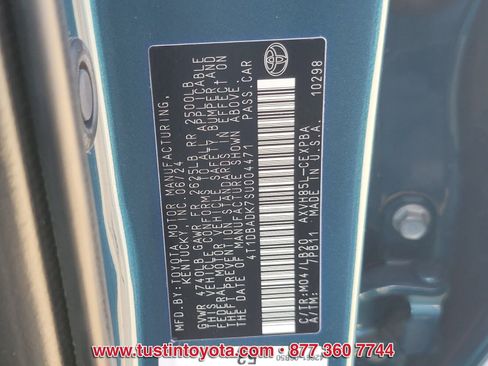 MFD.BY:TOYOTA MOTOR MANUFACTURING,
KENTUCKY, INC. 06/24
GVWR 4740LB GAWR FR 2625LB RR 2500LB
THIS VEHICLE CONFORMS TO ALL APPLICABLE
FEDERAL MOTOR VEHICLE SAFETY, BUMPER, AND
THEFT PREVENTION STANDARDS IN EFFECT ON
THE DATE OF MANUFACTURE SHOWN ABOVE.
4T1DBADK7SU004471 PASS.CAR
C/TR:M04/LB20 AXVH85L-CEXPBA
A/TM: /PB11 MADE IN U.S.A.
10298
TOYOTA
www.tustintoyota.com - 877 360 7744